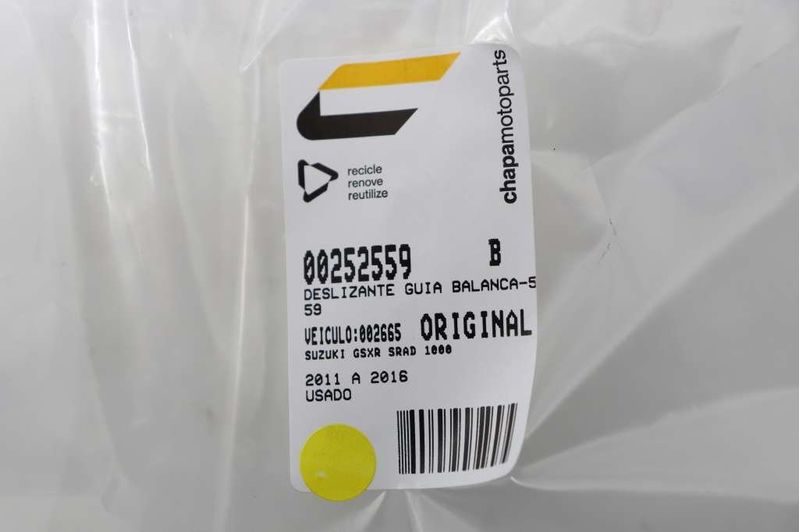 chapamotoparts
recicle
renove
reutilize
00252559 B
DESLIZANTE GUIA BALANCA-5
59
VEICULO:002665 ORIGINAL
SUZUKI GSXR SRAD 1000
2011 A 2016
USADO